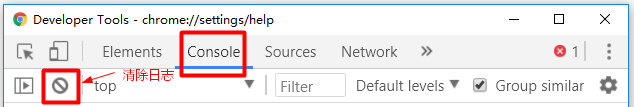 Developer Tools - chrome://settings/help
Elements Console Sources Network » 1
清除日志
top Filter Default levels Group similar